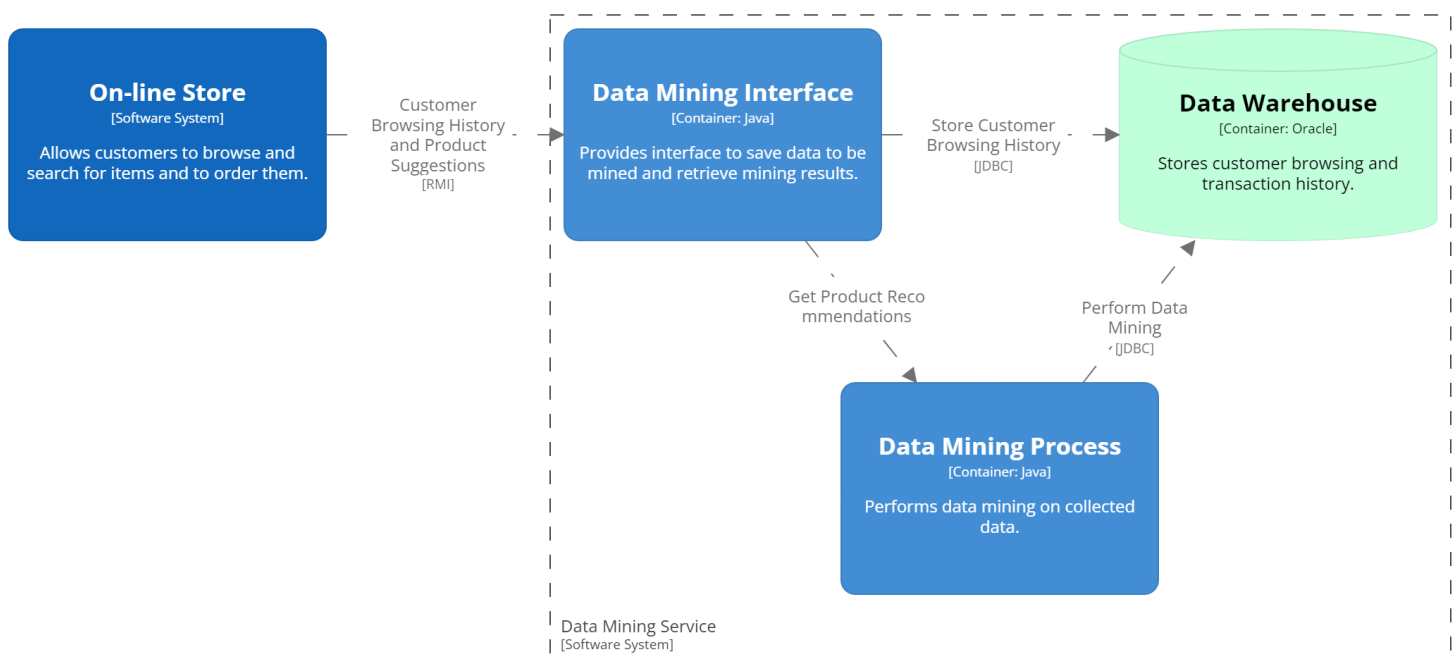 On-line Store
[Software System]
Allows customers to browse and
search for items and to order them.
Customer
Browsing History
and Product
Suggestions
[RMI]
Data Mining Interface
[Container: Java]
Provides interface to save data to be
mined and retrieve mining results.
Store Customer
Browsing History
[JDBC]
Data Warehouse
[Container: Oracle]
Stores customer browsing and
transaction history.
Get Product Reco
mmendations
Perform Data
Mining
[JDBC]
Data Mining Process
[Container: Java]
Performs data mining on collected
data.
Data Mining Service
[Software System]